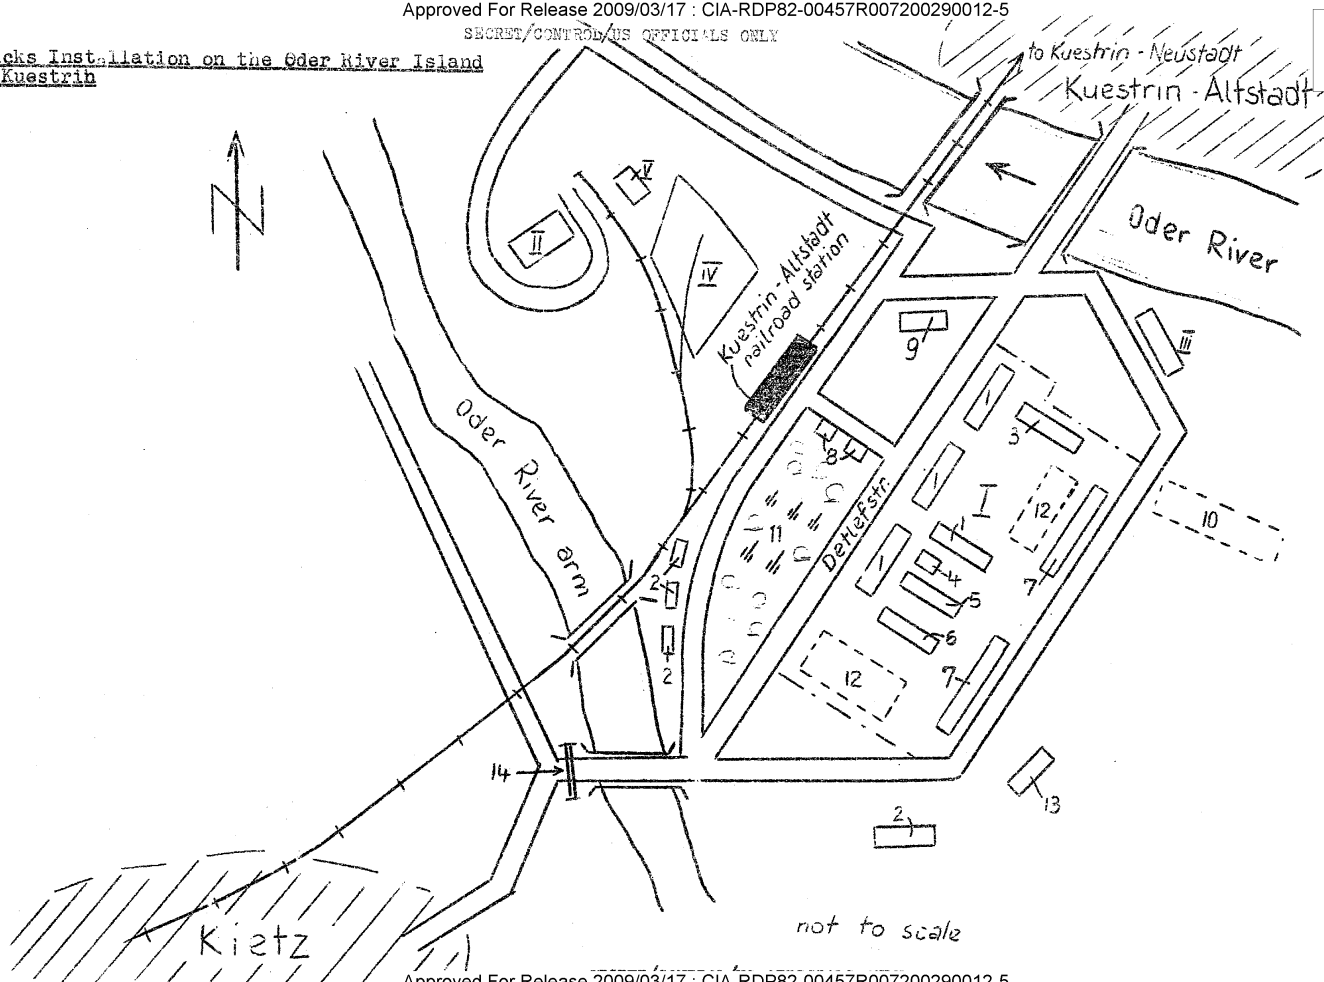 Approved For Release 2009/03/17 : CIA-RDP82-00457R007200290012-5
SECRET/CONTROL/US OFFICIALS ONLY
cks Installation on the Oder River Island
Kuestrin
to Kuestrin - Neustadt
Kuestrin - Altstadt
N
V
II
IV
Kuestrin - Altstadt
railroad station
Oder River
III
9
Oder River arm
3
8
I
12
10
11
Detlefstr.
1
1
1
1
4
5
7
2
6
2
12
7
14
13
2
Kietz
not to scale
Approved For Release 2009/03/17 : CIA-RDP82-00457R007200290012-5